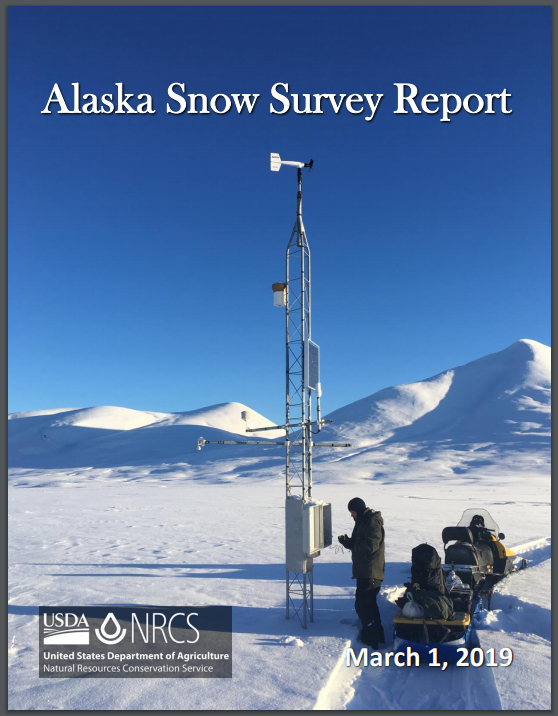 Alaska Snow Survey Report
USDA NRCS
United States Department of Agriculture
Natural Resources Conservation Service
March 1, 2019